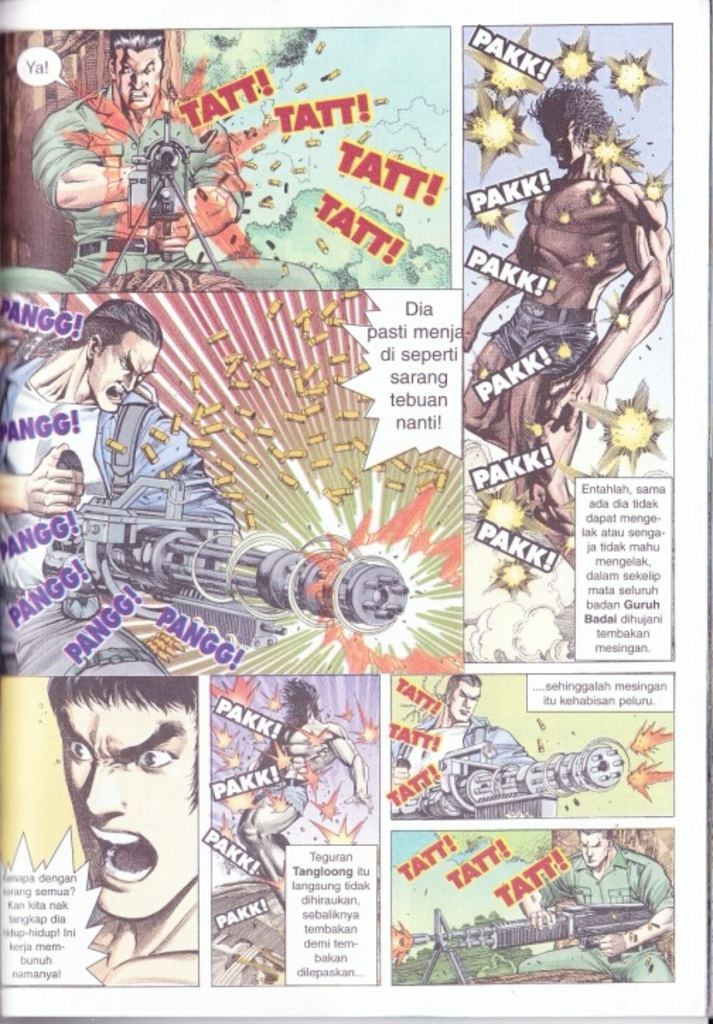 Ya!
TATT!
TATT!
TATT!
TATT!
PAKK!
PAKK!
PAKK!
PAKK!
PAKK!
PAKK!
Entahlah, sama
ada dia tidak
dapat menge-
lak atau senga-
ja tidak mahu
mengelak,
dalam sekelip
mata seluruh
badan Guruh
Badai dihujani
tembakan
mesingan.
PANGG!
PANGG!
PANGG!
PANGG!
PANGG!
PANGG!
Dia
pasti menja-
di seperti
sarang
tebuan
nanti!
dengan
semua?
Kan kita nak
tangkap dia
hidup-hidup! Ini
kerja mem-
bunuh
namanya!
PAKK!
PAKK!
PAKK!
PAKK!
Teguran
Tangloong itu
langsung tidak
dihiraukan,
sebaliknya
tembakan
demi tem-
bakan
dilepaskan...
TATT!
TATT!
TATT!
....sehinggalah mesingan
itu kehabisan peluru.
TATT!
TATT!
TATT!